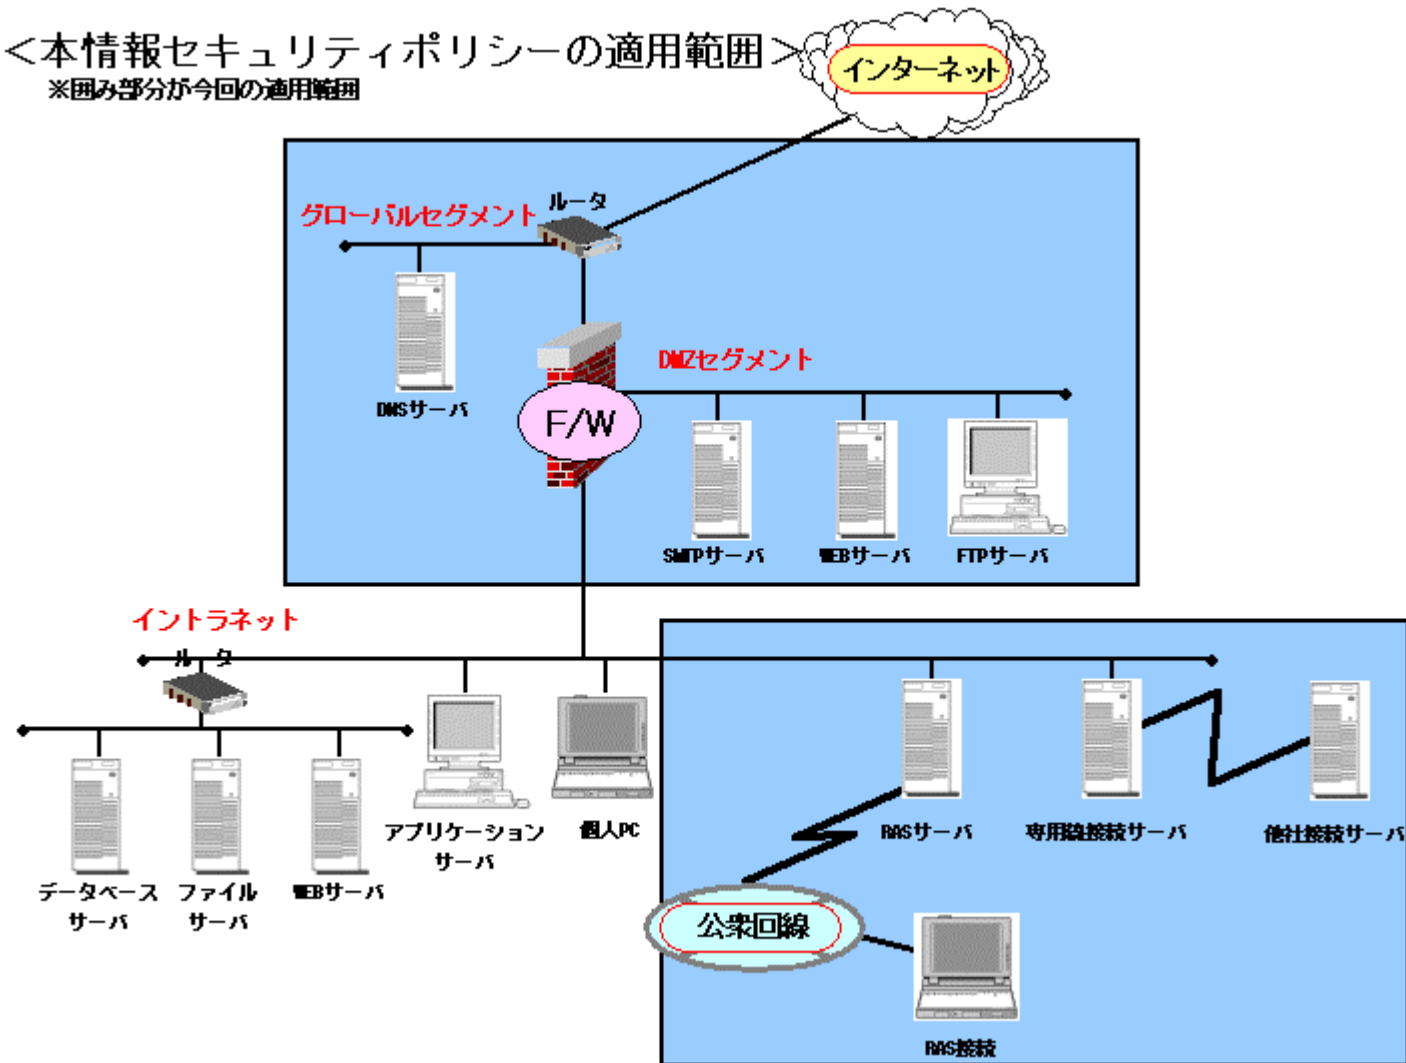 ＜本情報セキュリティポリシーの適用範囲＞
※囲み部分が今回の適用範囲
インターネット
ルータ
グローバルセグメント
DNSサーバ
DMZセグメント
F/W
SMTPサーバ
WEBサーバ
FTPサーバ
イントラネット
ルータ
データベース
サーバ
ファイル
サーバ
WEBサーバ
アプリケーション
サーバ
個人PC
RASサーバ
専用線接続サーバ
他社接続サーバ
公衆回線
RAS接続